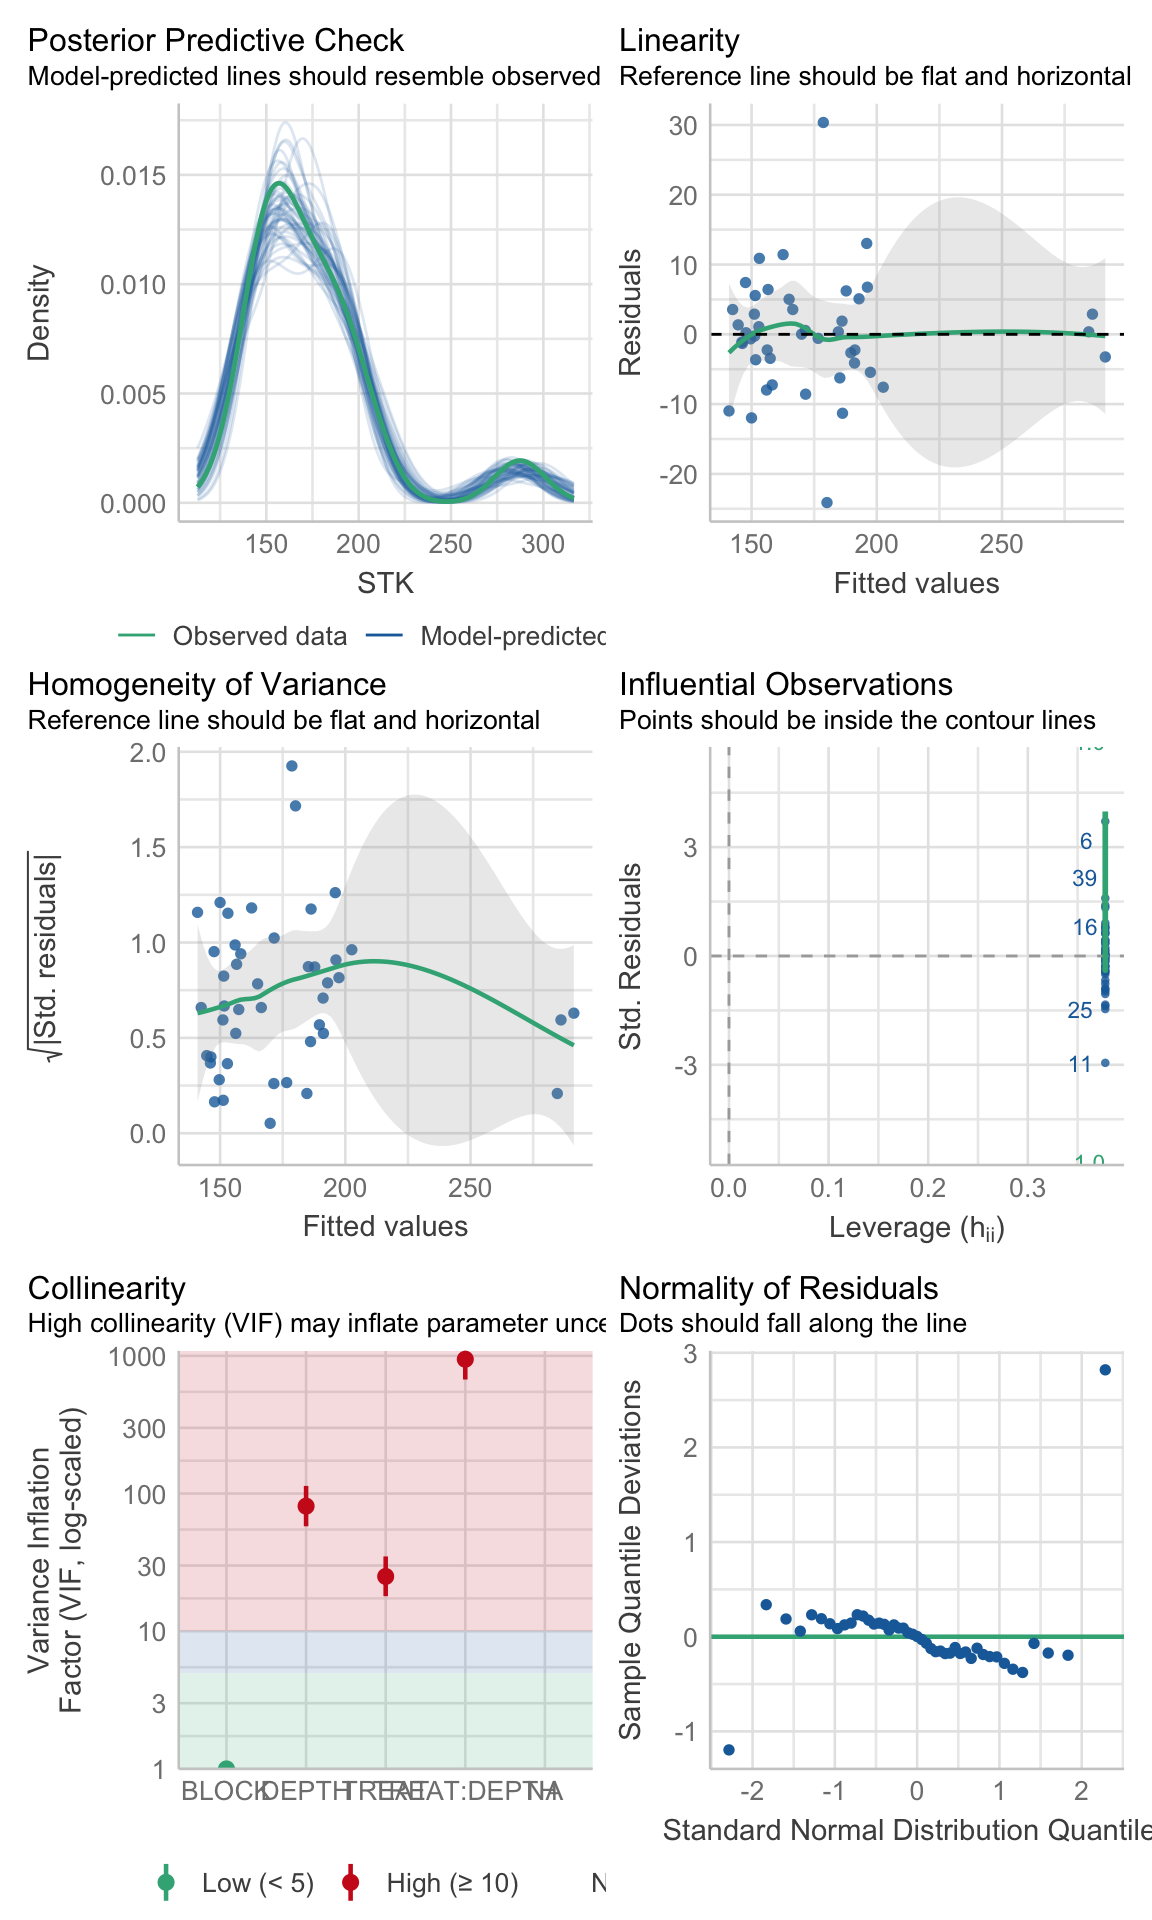 Posterior Predictive Check
Model-predicted lines should resemble observed
Density
0.015
0.010
0.005
0.000
150 200 250 300
STK
Observed data Model-predicted
Linearity
Reference line should be flat and horizontal
Residuals
30
20
10
0
-10
-20
150 200 250
Fitted values
Homogeneity of Variance
Reference line should be flat and horizontal
√|Std. residuals|
2.0
1.5
1.0
0.5
0.0
150 200 250
Fitted values
Influential Observations
Points should be inside the contour lines
Std. Residuals
3
0
-3
6
39
16
25
11
1.0
0.0 0.1 0.2 0.3
Leverage (hii)
Collinearity
High collinearity (VIF) may inflate parameter unce
Variance Inflation
Factor (VIF, log-scaled)
1000
300
100
30
10
3
1
BLOCK DEPTH TREAT TREAT:DEPTH NA
Low (< 5) High (≥ 10) N
Normality of Residuals
Dots should fall along the line
Sample Quantile Deviations
3
2
1
0
-1
-2 -1 0 1 2
Standard Normal Distribution Quantile